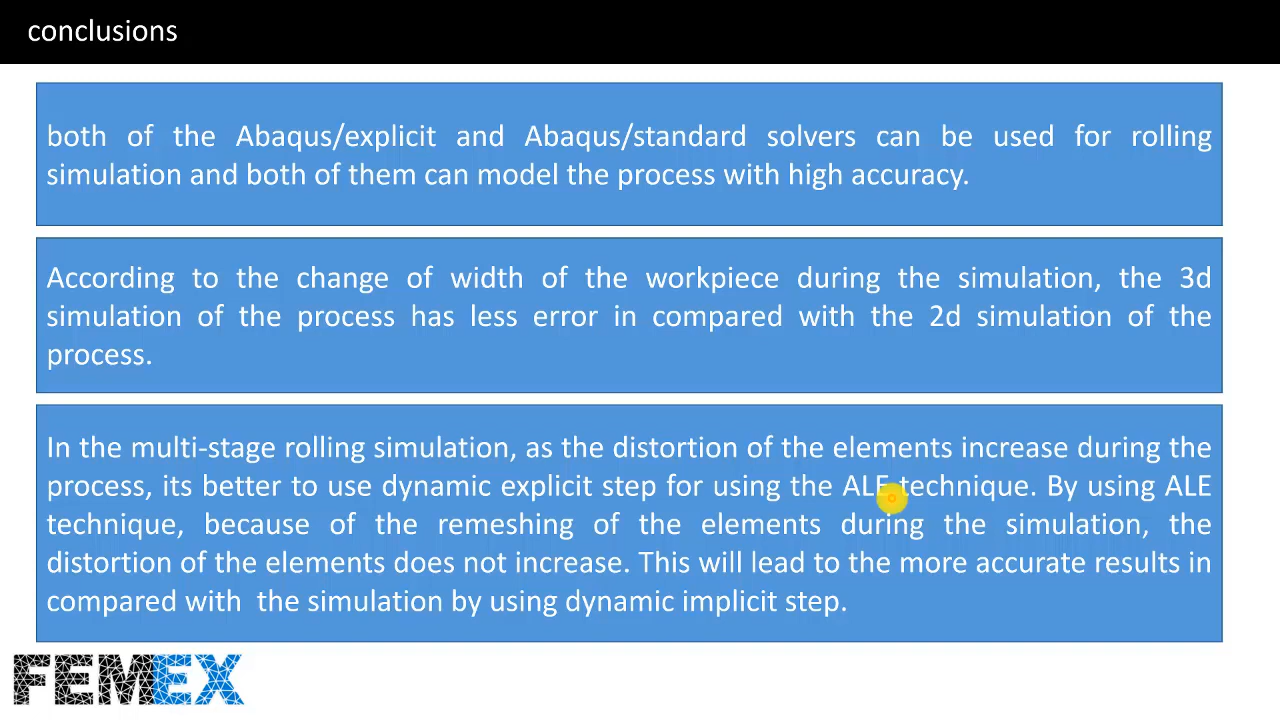 conclusions
both of the Abaqus/explicit and Abaqus/standard solvers can be used for rolling
simulation and both of them can model the process with high accuracy.
According to the change of width of the workpiece during the simulation, the 3d
simulation of the process has less error in compared with the 2d simulation of the
process.
In the multi-stage rolling simulation, as the distortion of the elements increase during the
process, its better to use dynamic explicit step for using the ALE technique. By using ALE
technique, because of the remeshing of the elements during the simulation, the
distortion of the elements does not increase. This will lead to the more accurate results in
compared with the simulation by using dynamic implicit step.
FEMEX